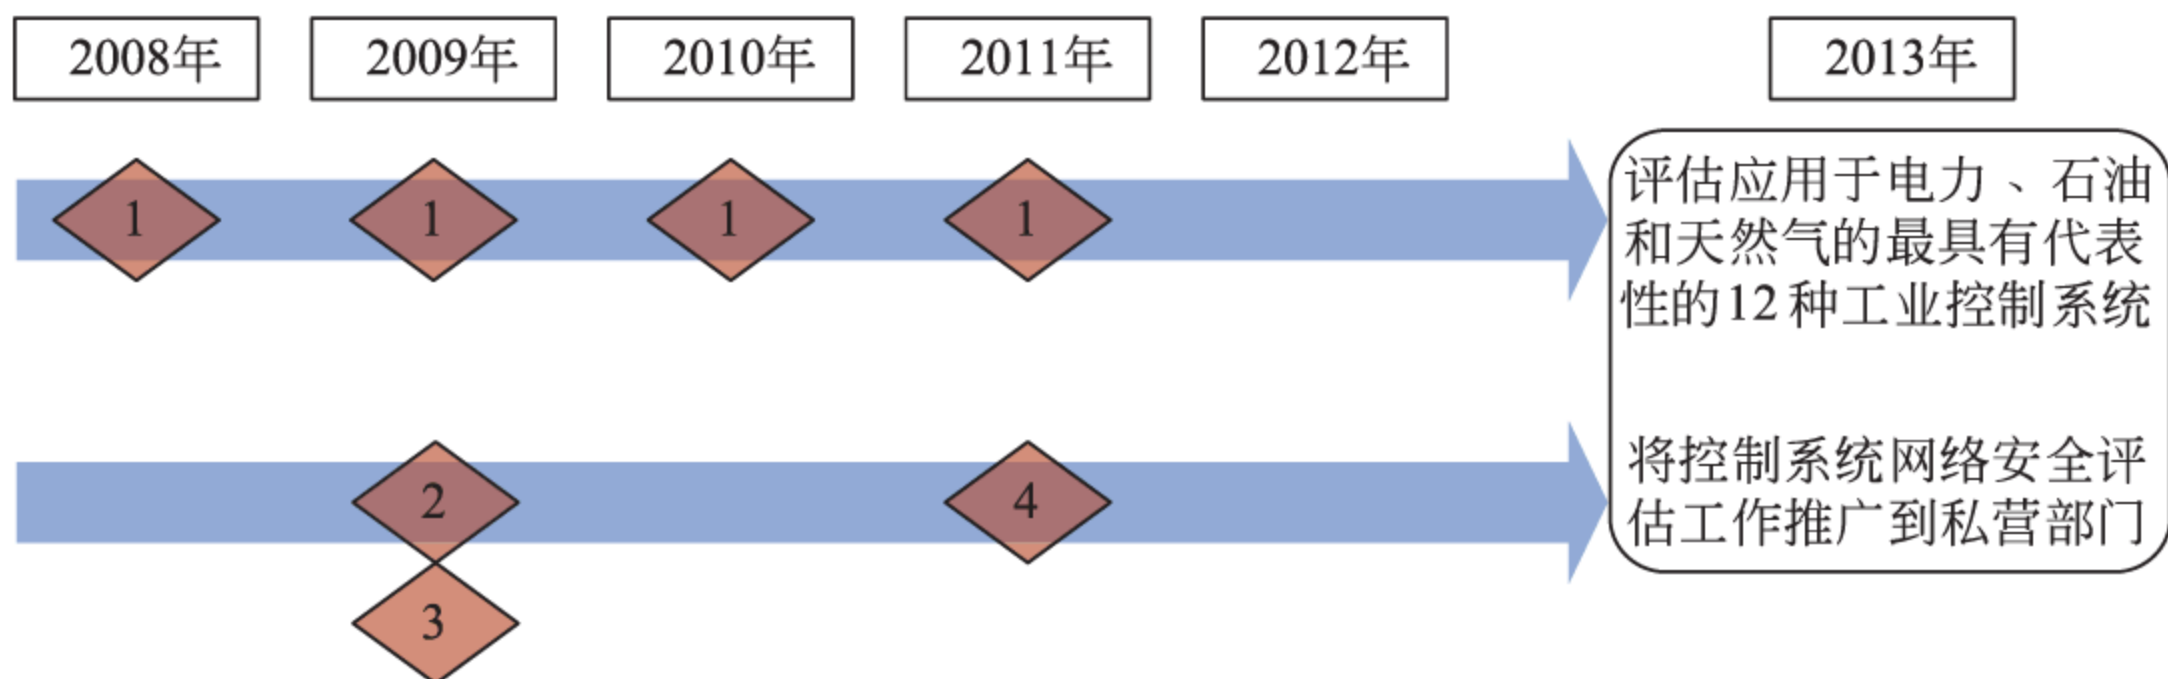 2008年 2009年 2010年 2011年 2012年 2013年
1 1 1 1
评估应用于电力、石油
和天然气的最具有代表
性的12种工业控制系统
2 4
将控制系统网络安全评
估工作推广到私营部门
3